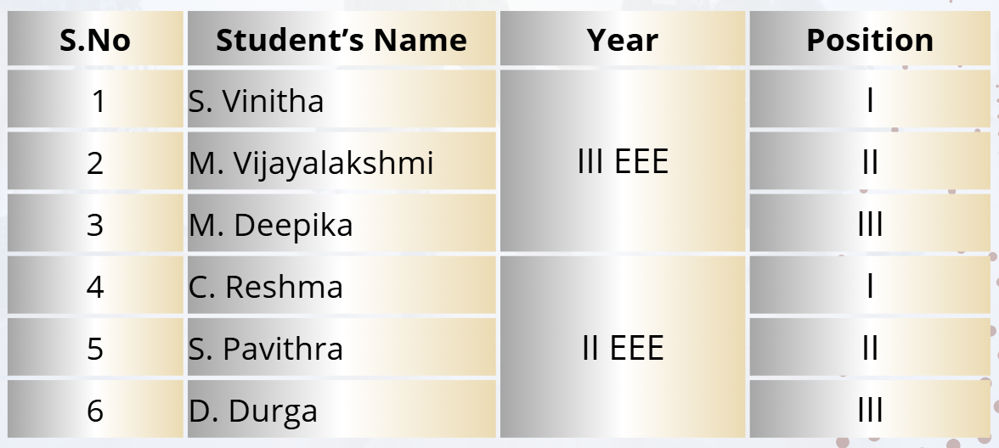 S.No Student’s Name Year Position
1 S. Vinitha III EEE I
2 M. Vijayalakshmi II
3 M. Deepika III
4 C. Reshma II EEE I
5 S. Pavithra II
6 D. Durga III